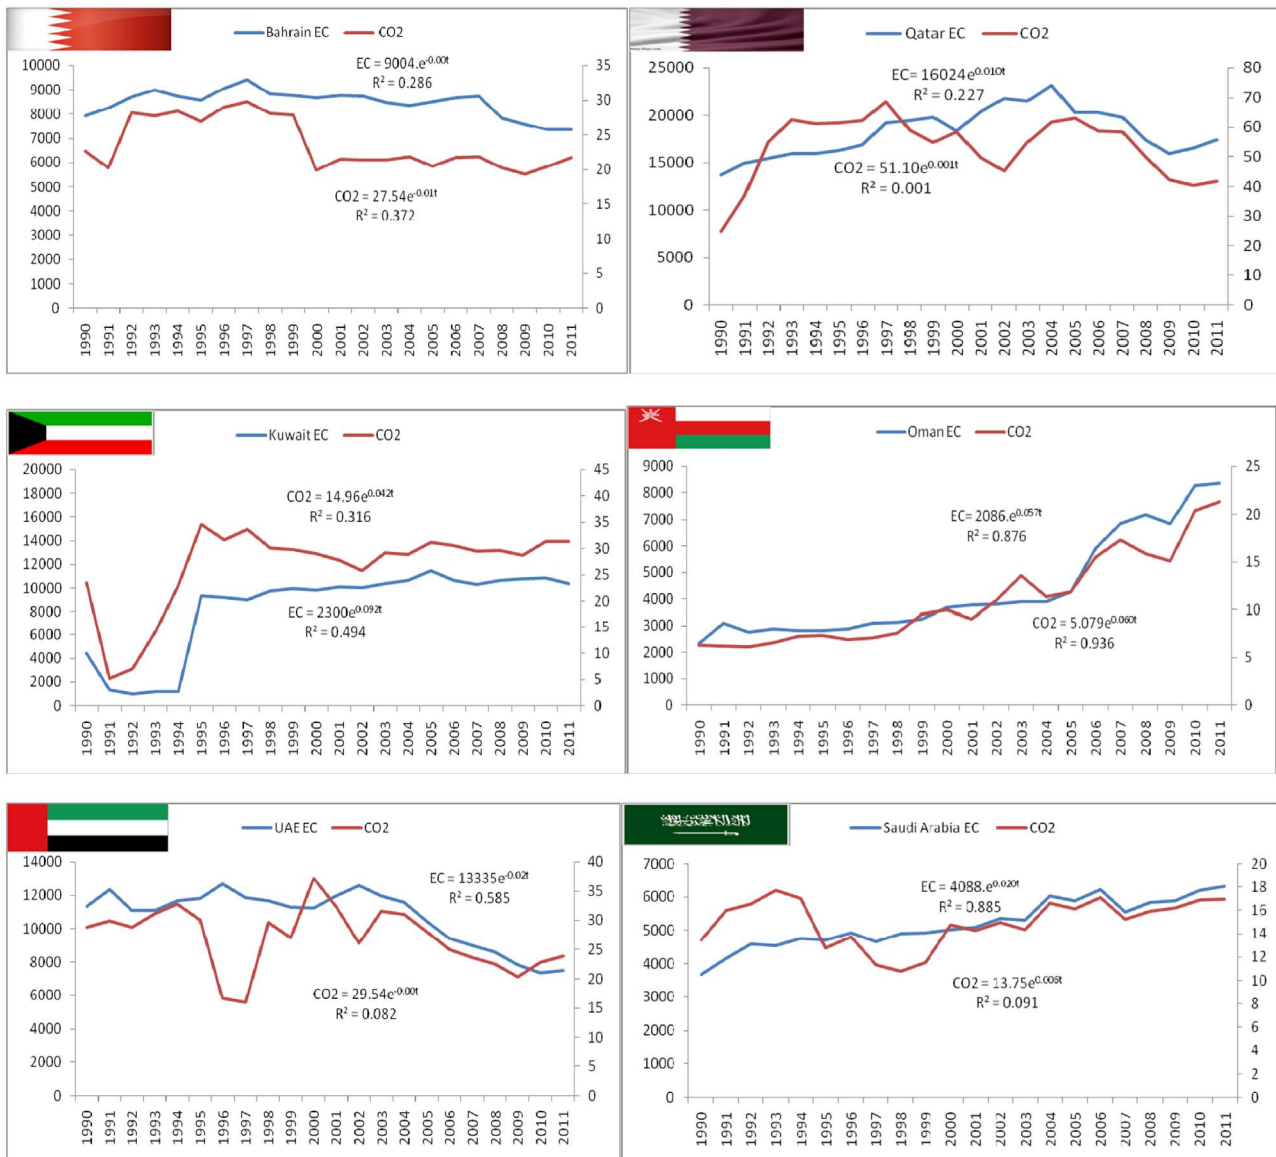 Bahrain EC CO2
EC = 9004.e^-0.00t
R² = 0.286
CO2 = 27.54e^-0.01t
R² = 0.372
10000
9000
8000
7000
6000
5000
4000
3000
2000
1000
0
35
30
25
20
15
10
5
0
1990 1991 1992 1993 1994 1995 1996 1997 1998 1999 2000 2001 2002 2003 2004 2005 2006 2007 2008 2009 2010 2011
Qatar EC CO2
EC= 16024e^0.010t
R² = 0.227
CO2 = 51.10e^0.001t
R² = 0.001
25000
20000
15000
10000
5000
0
80
70
60
50
40
30
20
10
0
1990 1991 1992 1993 1994 1995 1996 1997 1998 1999 2000 2001 2002 2003 2004 2005 2006 2007 2008 2009 2010 2011
Kuwait EC CO2
CO2 = 14.96e^0.042t
R² = 0.316
EC = 2300e^0.092t
R² = 0.494
20000
18000
16000
14000
12000
10000
8000
6000
4000
2000
0
45
40
35
30
25
20
15
10
5
0
1990 1991 1992 1993 1994 1995 1996 1997 1998 1999 2000 2001 2002 2003 2004 2005 2006 2007 2008 2009 2010 2011
Oman EC CO2
EC= 2086.e^0.057t
R² = 0.876
CO2 = 5.079e^0.060t
R² = 0.936
9000
8000
7000
6000
5000
4000
3000
2000
1000
0
25
20
15
10
5
0
1990 1991 1992 1993 1994 1995 1996 1997 1998 1999 2000 2001 2002 2003 2004 2005 2006 2007 2008 2009 2010 2011
UAE EC CO2
EC = 13335e^-0.02t
R² = 0.585
CO2 = 29.54e^-0.00t
R² = 0.082
14000
12000
10000
8000
6000
4000
2000
0
40
35
30
25
20
15
10
5
0
1990 1991 1992 1993 1994 1995 1996 1997 1998 1999 2000 2001 2002 2003 2004 2005 2006 2007 2008 2009 2010 2011
Saudi Arabia EC CO2
EC = 4088.e^0.020t
R² = 0.885
CO2 = 13.75e^0.006t
R² = 0.091
7000
6000
5000
4000
3000
2000
1000
0
20
18
16
14
12
10
8
6
4
2
0
1990 1991 1992 1993 1994 1995 1996 1997 1998 1999 2000 2001 2002 2003 2004 2005 2006 2007 2008 2009 2010 2011